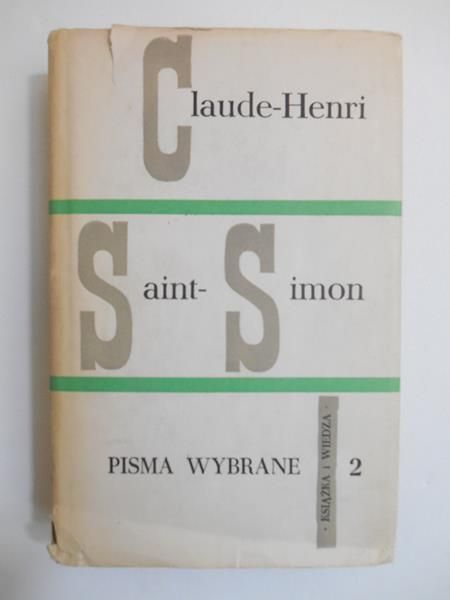 Claude-Henri
Saint-Simon
PISMA WYBRANE 2
• KSIĄŻKA I WIEDZA •